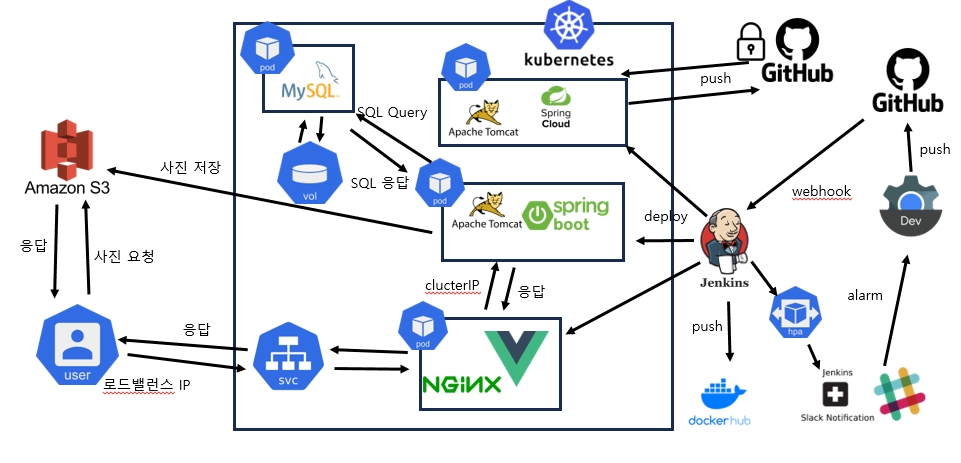 pod
MySQL
kubernetes
pod
GitHub
push
GitHub
SQL Query
Apache Tomcat
Spring
Cloud
push
Amazon S3
사진 저장
vol
SQL 응답
pod
Apache Tomcat
spring
boot
deploy
webhook
Dev
응답
사진 요청
clucterIP
응답
Jenkins
alarm
pod
push
hpa
user
응답
로드밸런스 IP
svc
NGiNX
docker hub
Jenkins
Slack Notification